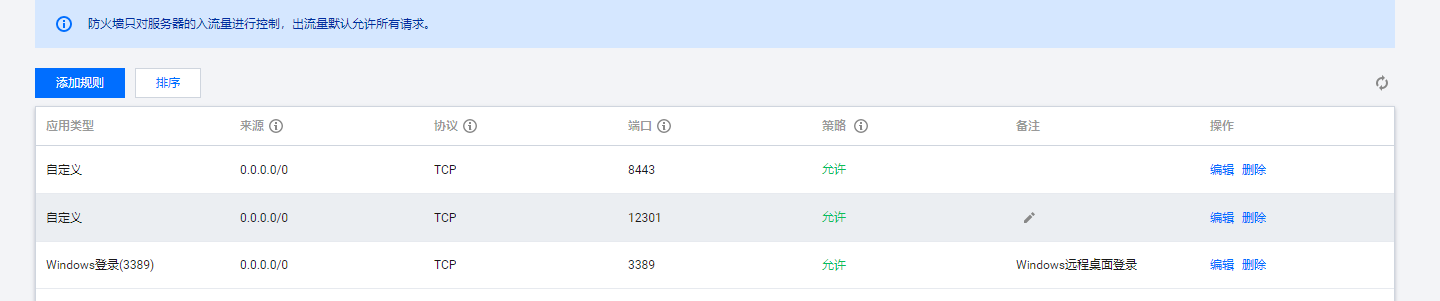 防火墙只对服务器的入流量进行控制，出流量默认允许所有请求。
添加规则 排序
应用类型 来源 协议 端口 策略 备注 操作
自定义 0.0.0.0/0 TCP 8443 允许 编辑 删除
自定义 0.0.0.0/0 TCP 12301 允许 编辑 删除
Windows登录(3389) 0.0.0.0/0 TCP 3389 允许 Windows远程桌面登录 编辑 删除